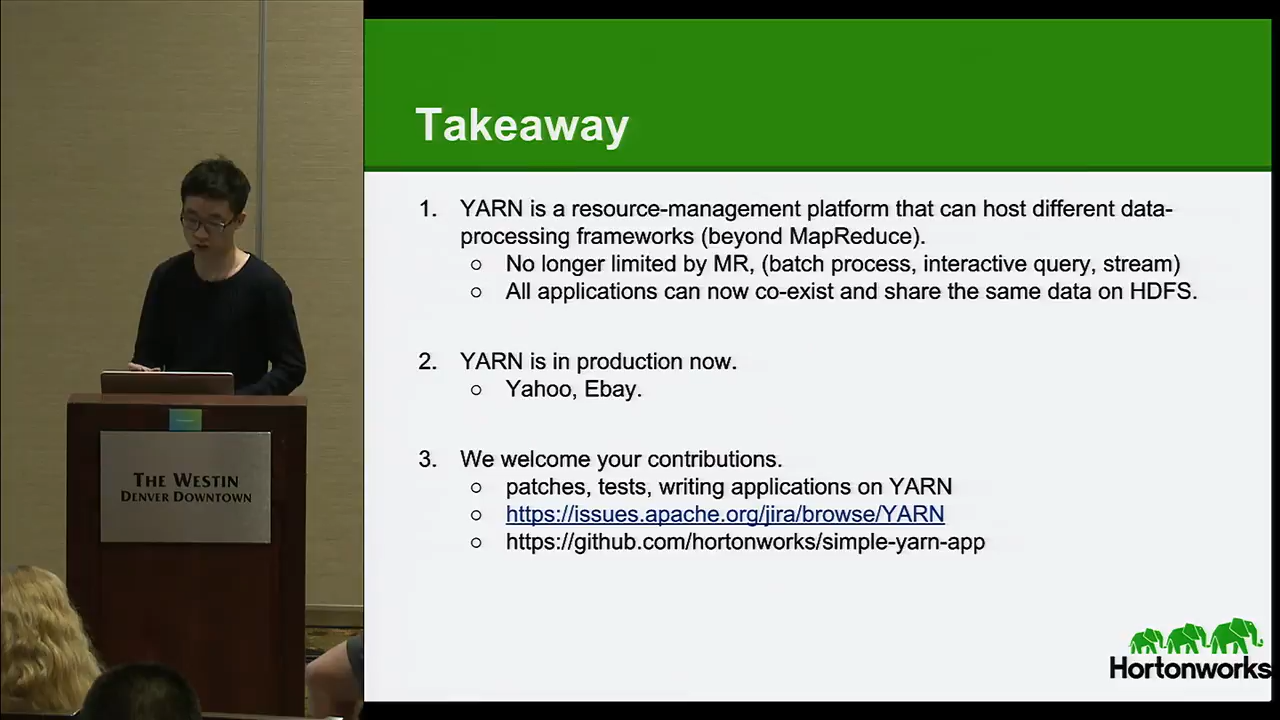 Takeaway
1. YARN is a resource-management platform that can host different data-
processing frameworks (beyond MapReduce).
○ No longer limited by MR, (batch process, interactive query, stream)
○ All applications can now co-exist and share the same data on HDFS.
2. YARN is in production now.
○ Yahoo, Ebay.
3. We welcome your contributions.
○ patches, tests, writing applications on YARN
○ https://issues.apache.org/jira/browse/YARN
○ https://github.com/hortonworks/simple-yarn-app
Hortonworks
THE WESTIN
DENVER DOWNTOWN